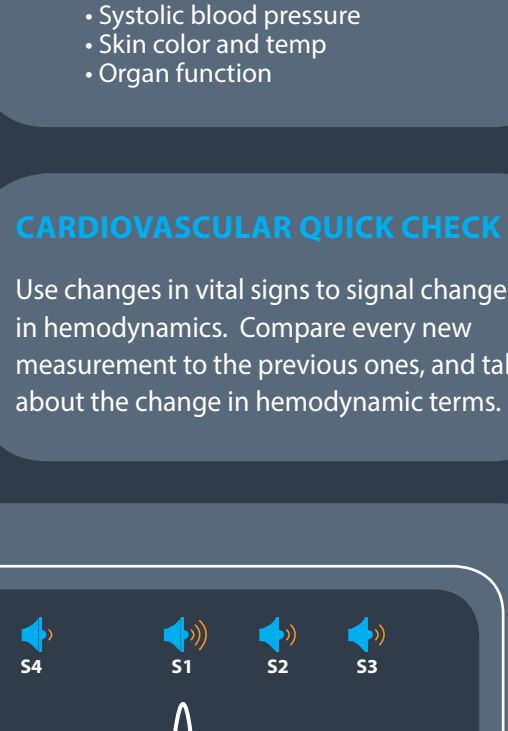 • Systolic blood pressure
• Skin color and temp
• Organ function
CARDIOVASCULAR QUICK CHECK
Use changes in vital signs to signal change
in hemodynamics. Compare every new
measurement to the previous ones, and tal
about the change in hemodynamic terms.
S4 S1 S2 S3